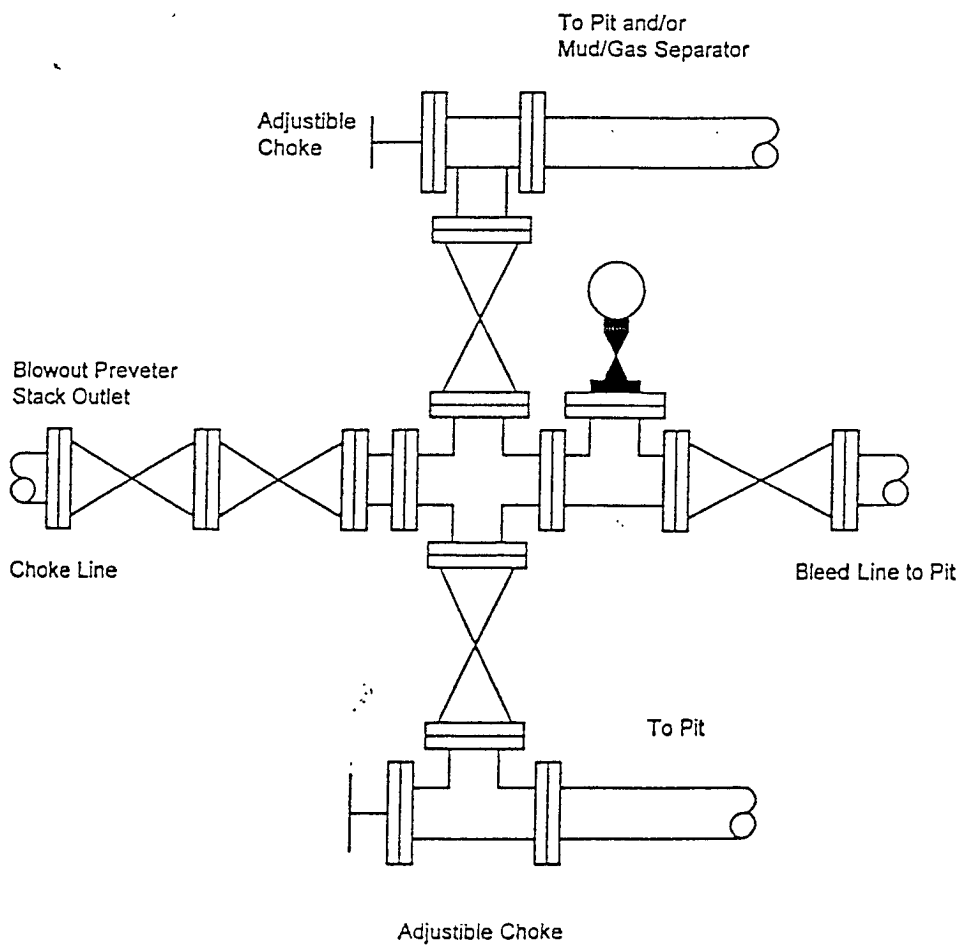 To Pit and/or
Mud/Gas Separator
Adjustible
Choke
Blowout Preveter
Stack Outlet
Choke Line
Bleed Line to Pit
To Pit
Adjustible Choke